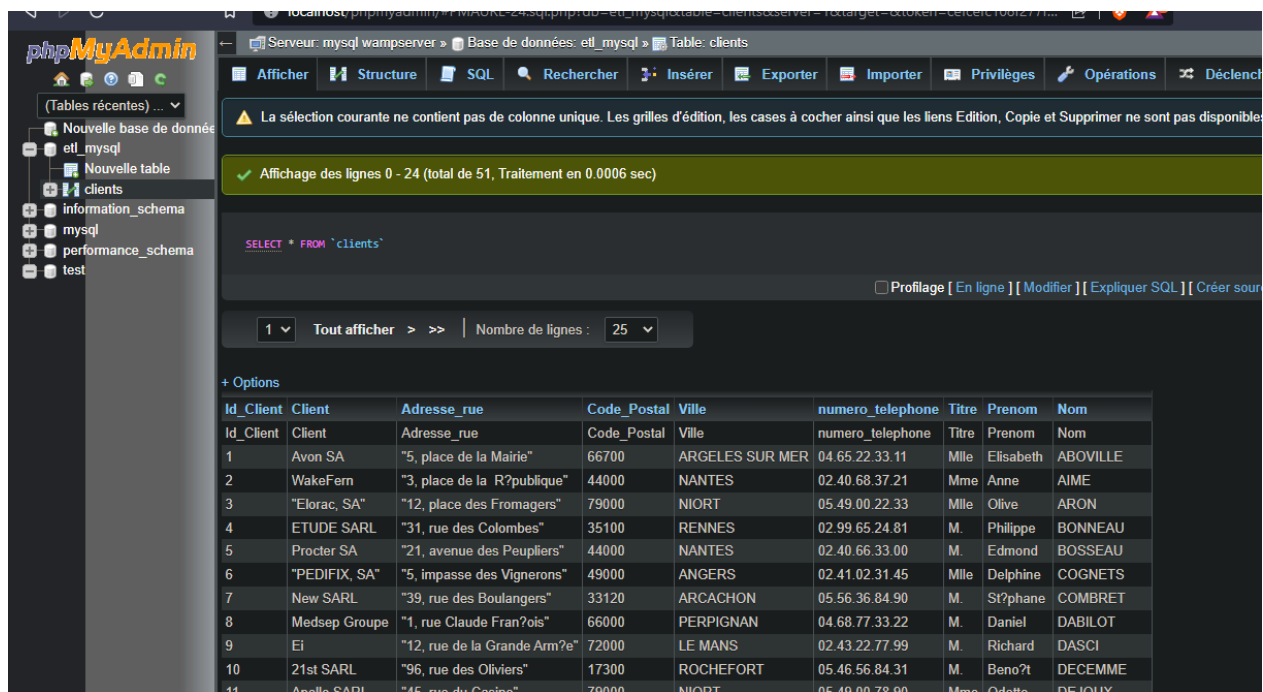 phpMyAdmin
(Tables récentes) ...
Nouvelle base de donnée
etl_mysql
Nouvelle table
clients
information_schema
mysql
performance_schema
test
Serveur: mysql wampserver » Base de données: etl_mysql » Table: clients
Afficher Structure SQL Rechercher Insérer Exporter Importer Privilèges Opérations Déclench
La sélection courante ne contient pas de colonne unique. Les grilles d'édition, les cases à cocher ainsi que les liens Edition, Copie et Supprimer ne sont pas disponibles
Affichage des lignes 0 - 24 (total de 51, Traitement en 0.0006 sec)
SELECT * FROM `clients`
Profilage [ En ligne ] [ Modifier ] [ Expliquer SQL ] [ Créer sour
1 Tout afficher > >> Nombre de lignes : 25
+ Options
Id_Client Client Adresse_rue Code_Postal Ville numero_telephone Titre Prenom Nom
Id_Client Client Adresse_rue Code_Postal Ville numero_telephone Titre Prenom Nom
1 Avon SA "5, place de la Mairie" 66700 ARGELES SUR MER 04.65.22.33.11 Mlle Elisabeth ABOVILLE
2 WakeFern "3, place de la R?publique" 44000 NANTES 02.40.68.37.21 Mme Anne AIME
3 "Elorac, SA" "12, place des Fromagers" 79000 NIORT 05.49.00.22.33 Mlle Olive ARON
4 ETUDE SARL "31, rue des Colombes" 35100 RENNES 02.99.65.24.81 M. Philippe BONNEAU
5 Procter SA "21, avenue des Peupliers" 44000 NANTES 02.40.66.33.00 M. Edmond BOSSEAU
6 "PEDIFIX, SA" "5, impasse des Vignerons" 49000 ANGERS 02.41.02.31.45 Mlle Delphine COGNETS
7 New SARL "39, rue des Boulangers" 33120 ARCACHON 05.56.36.84.90 M. St?phane COMBRET
8 Medsep Groupe "1, rue Claude Fran?ois" 66000 PERPIGNAN 04.68.77.33.22 M. Daniel DABILOT
9 Ei "12, rue de la Grande Arm?e" 72000 LE MANS 02.43.22.77.99 M. Richard DASCI
10 21st SARL "96, rue des Oliviers" 17300 ROCHEFORT 05.46.56.84.31 M. Beno?t DECEMME